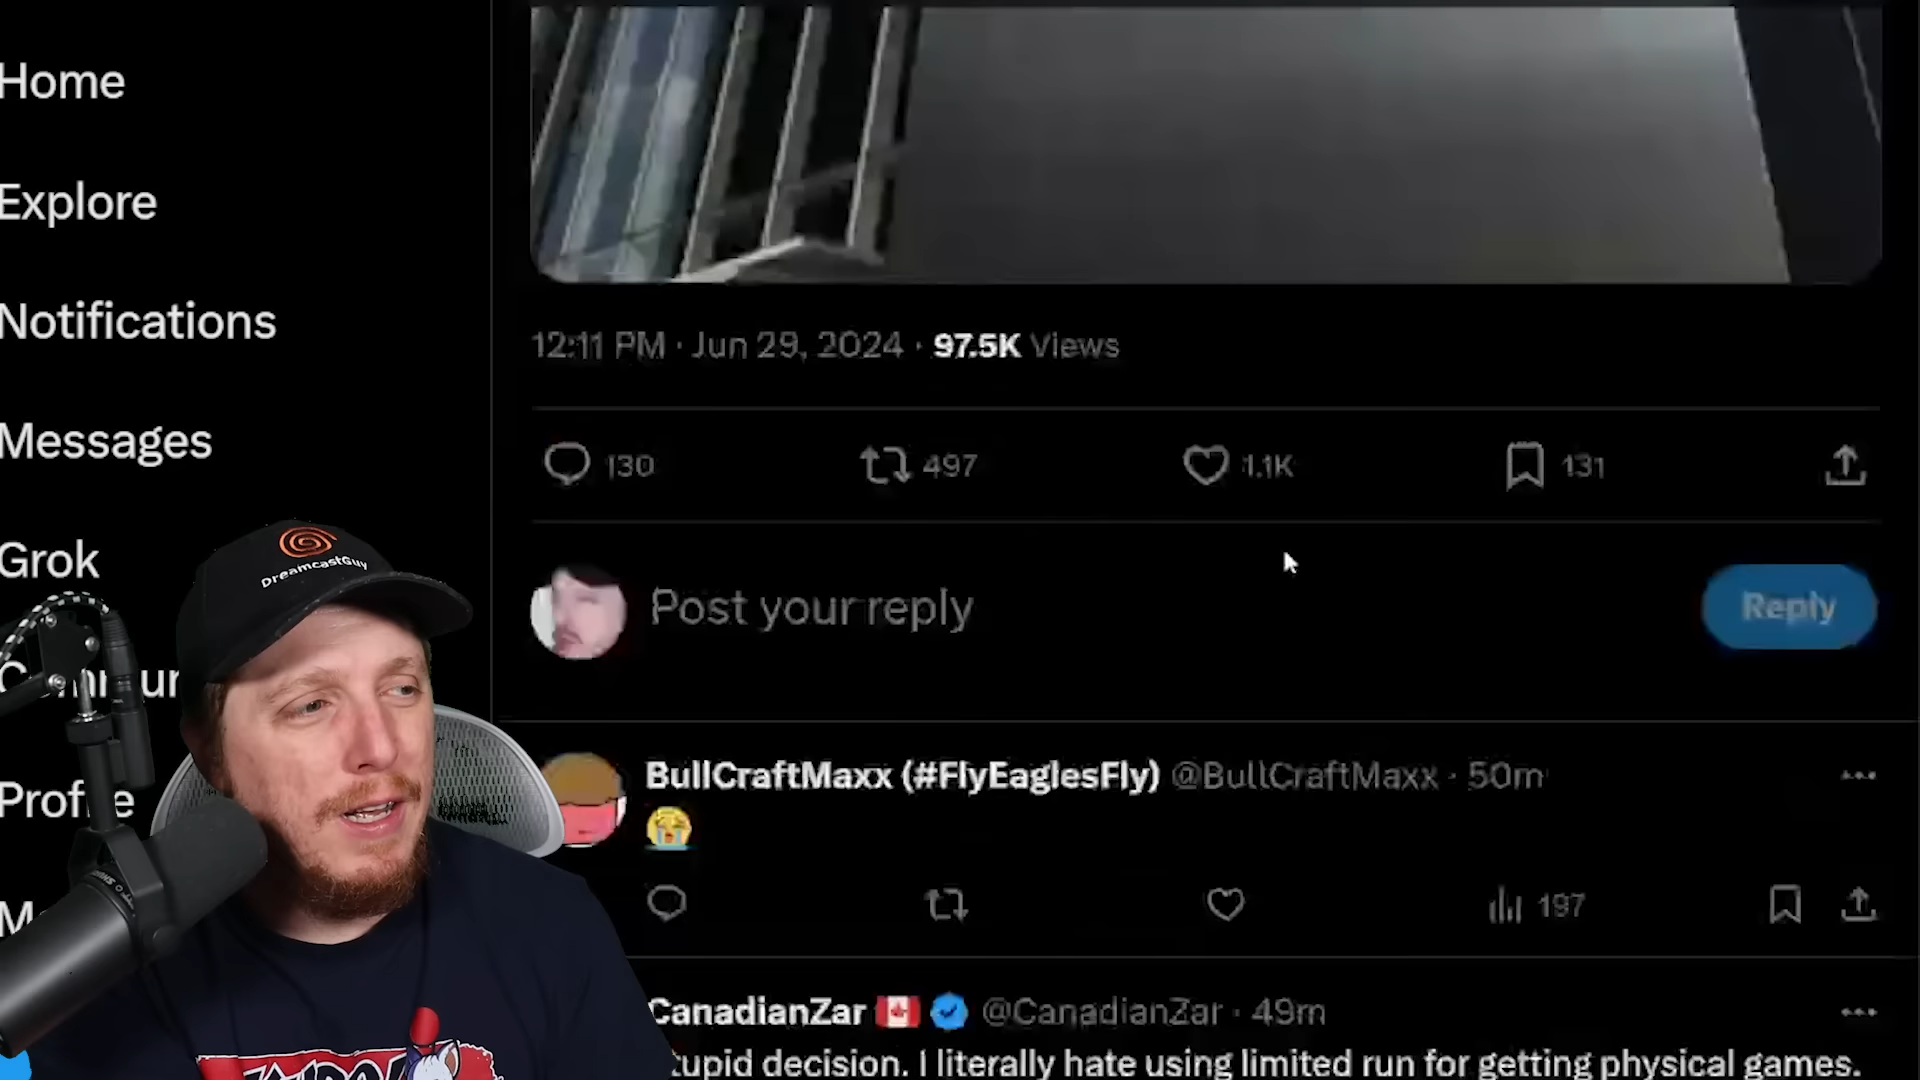 Home
Explore
Notifications
Messages
Grok
Profile
12:11 PM · Jun 29, 2024 · 97.5K Views
130 497 1.1K 131
Post your reply
Reply
DreamcastGuy
BullCraftMaxx (#FlyEaglesFly) @BullCraftMaxx · 50m
😭
197
CanadianZar 🇨🇦 @CanadianZar · 49m
tupid decision. I literally hate using limited run for getting physical games.